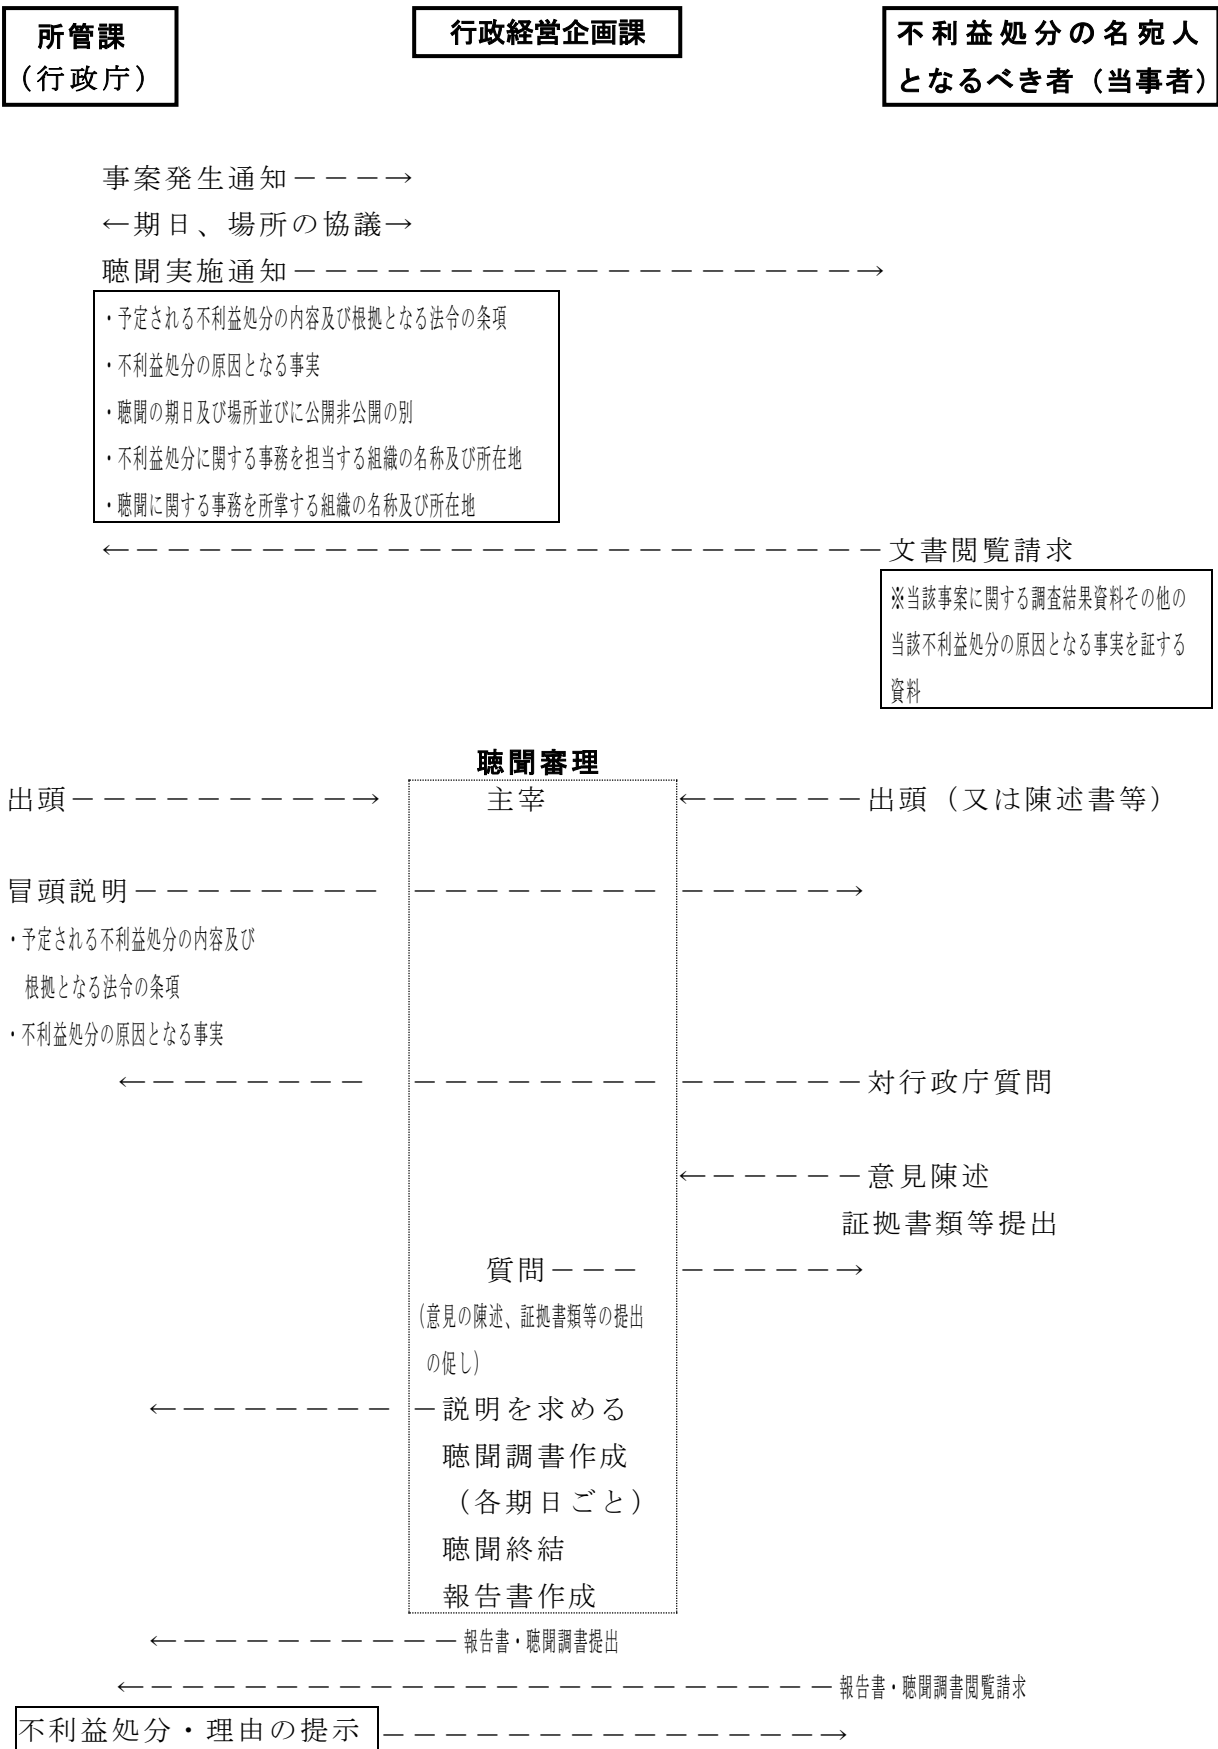 所管課
（行政庁）
行政経営企画課
不利益処分の名宛人
となるべき者（当事者）
事案発生通知－－－→
←期日、場所の協議→
聴聞実施通知－－－－－－－－－－－－－－－－－－→
・予定される不利益処分の内容及び根拠となる法令の条項
・不利益処分の原因となる事実
・聴聞の期日及び場所並びに公開非公開の別
・不利益処分に関する事務を担当する組織の名称及び所在地
・聴聞に関する事務を所掌する組織の名称及び所在地
←－－－－－－－－－－－－－－－－－－－－－－－－文書閲覧請求
※当該事案に関する調査結果資料その他の
当該不利益処分の原因となる事実を証する
資料
聴聞審理
出頭－－－－－－－－－→ 主宰 ←－－－－－出頭（又は陳述書等）
冒頭説明－－－－－－－－ －－－－－－－－ －－－－－→
・予定される不利益処分の内容及び
根拠となる法令の条項
・不利益処分の原因となる事実
←－－－－－－－ －－－－－－－－ －－－－－－対行政庁質問
←－－－－－意見陳述
証拠書類等提出
質問－－－ －－－－－→
(意見の陳述、証拠書類等の提出
の促し)
←－－－－－－－ －説明を求める
聴聞調書作成
（各期日ごと）
聴聞終結
報告書作成
←－－－－－－－－－報告書・聴聞調書提出
←－－－－－－－－－－－－－－－－－－－－－－報告書・聴聞調書閲覧請求
不利益処分・理由の提示－－－－－－－－－－－－－－→